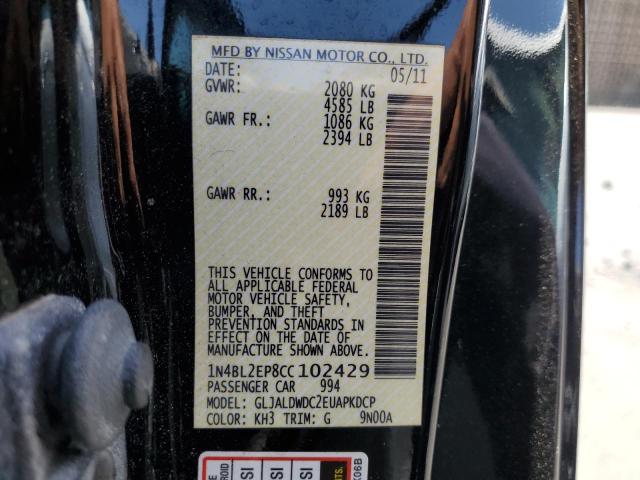 MFD BY NISSAN MOTOR CO., LTD.
DATE: 05/11
GVWR: 2080 KG
4585 LB
GAWR FR.: 1086 KG
2394 LB
GAWR RR.: 993 KG
2189 LB
THIS VEHICLE CONFORMS TO
ALL APPLICABLE FEDERAL
MOTOR VEHICLE SAFETY,
BUMPER, AND THEFT
PREVENTION STANDARDS IN
EFFECT ON THE DATE OF
MANUFACTURE SHOWN ABOVE.
1N4BL2EP8CC102429
PASSENGER CAR 994
MODEL: GLJALDWDC2EUAPKDCP
COLOR: KH3 TRIM: G 9N00A